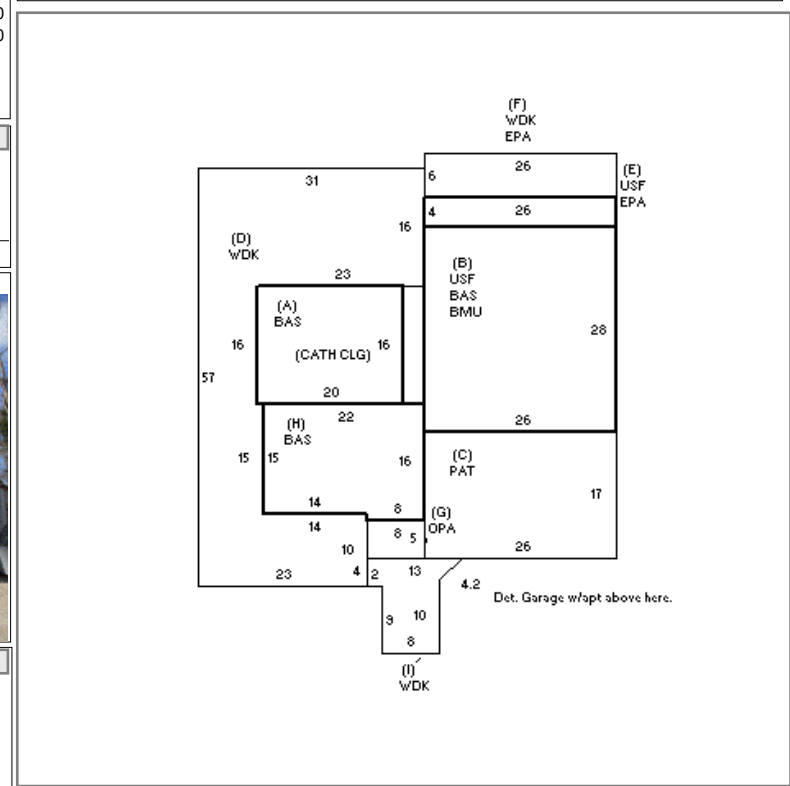 (F)
WDK
EPA
26
6
(E)
USF
EPA
31
4
26
16
(D)
WDK
(B)
USF
BAS
BMU
23
(A)
BAS
16
(CATH CLG)
16
28
57
20
22
26
(H)
BAS
15
15
16
(C)
PAT
17
14
8
14
(G)
OPA
8
5
10
26
23
4
2
13
4.2
Det. Garage w/apt above here.
9
10
8
(I)
WDK